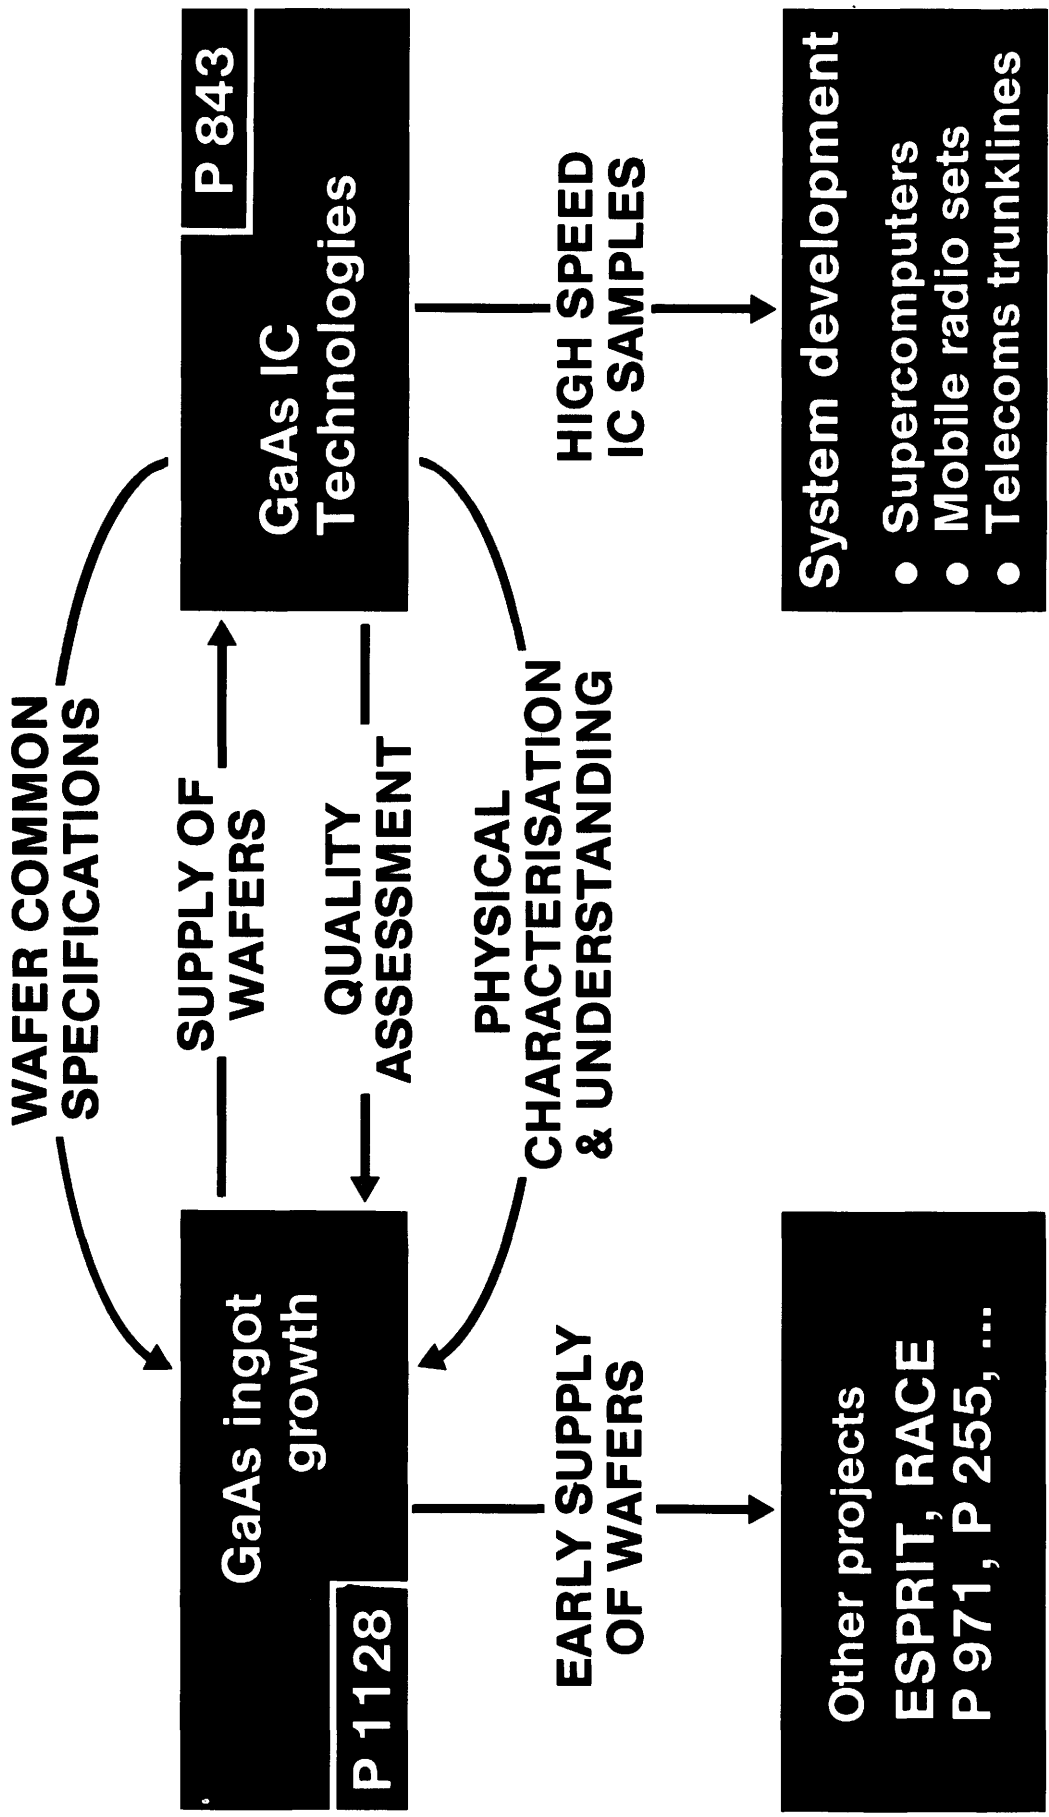 WAFER COMMON
SPECIFICATIONS
GaAs ingot
growth
P 1128
SUPPLY OF
WAFERS
QUALITY
ASSESSMENT
PHYSICAL
CHARACTERISATION
& UNDERSTANDING
P 843
GaAs IC
Technologies
EARLY SUPPLY
OF WAFERS
HIGH SPEED
IC SAMPLES
Other projects
ESPRIT, RACE
P 971, P 255, ...
System development
● Supercomputers
● Mobile radio sets
● Telecoms trunklines